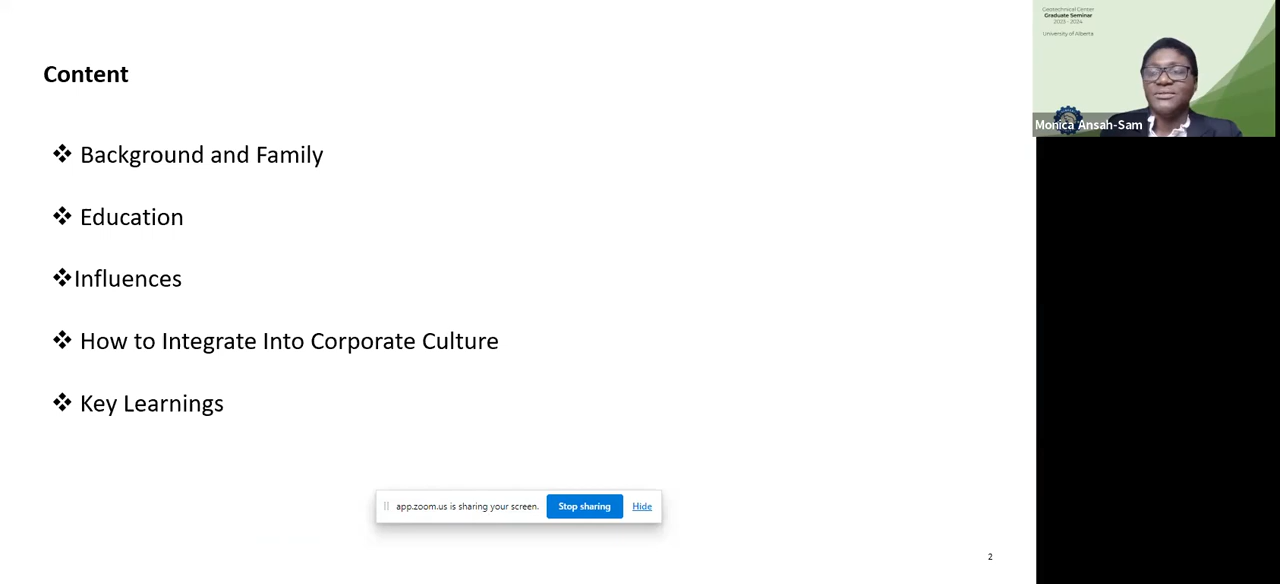 Content
❖ Background and Family
❖ Education
❖Influences
❖ How to Integrate Into Corporate Culture
❖ Key Learnings
app.zoom.us is sharing your screen. Stop sharing Hide
2
Geotechnical Center
Graduate Seminar
2023 - 2024
University of Alberta
Monica Ansah-Sam